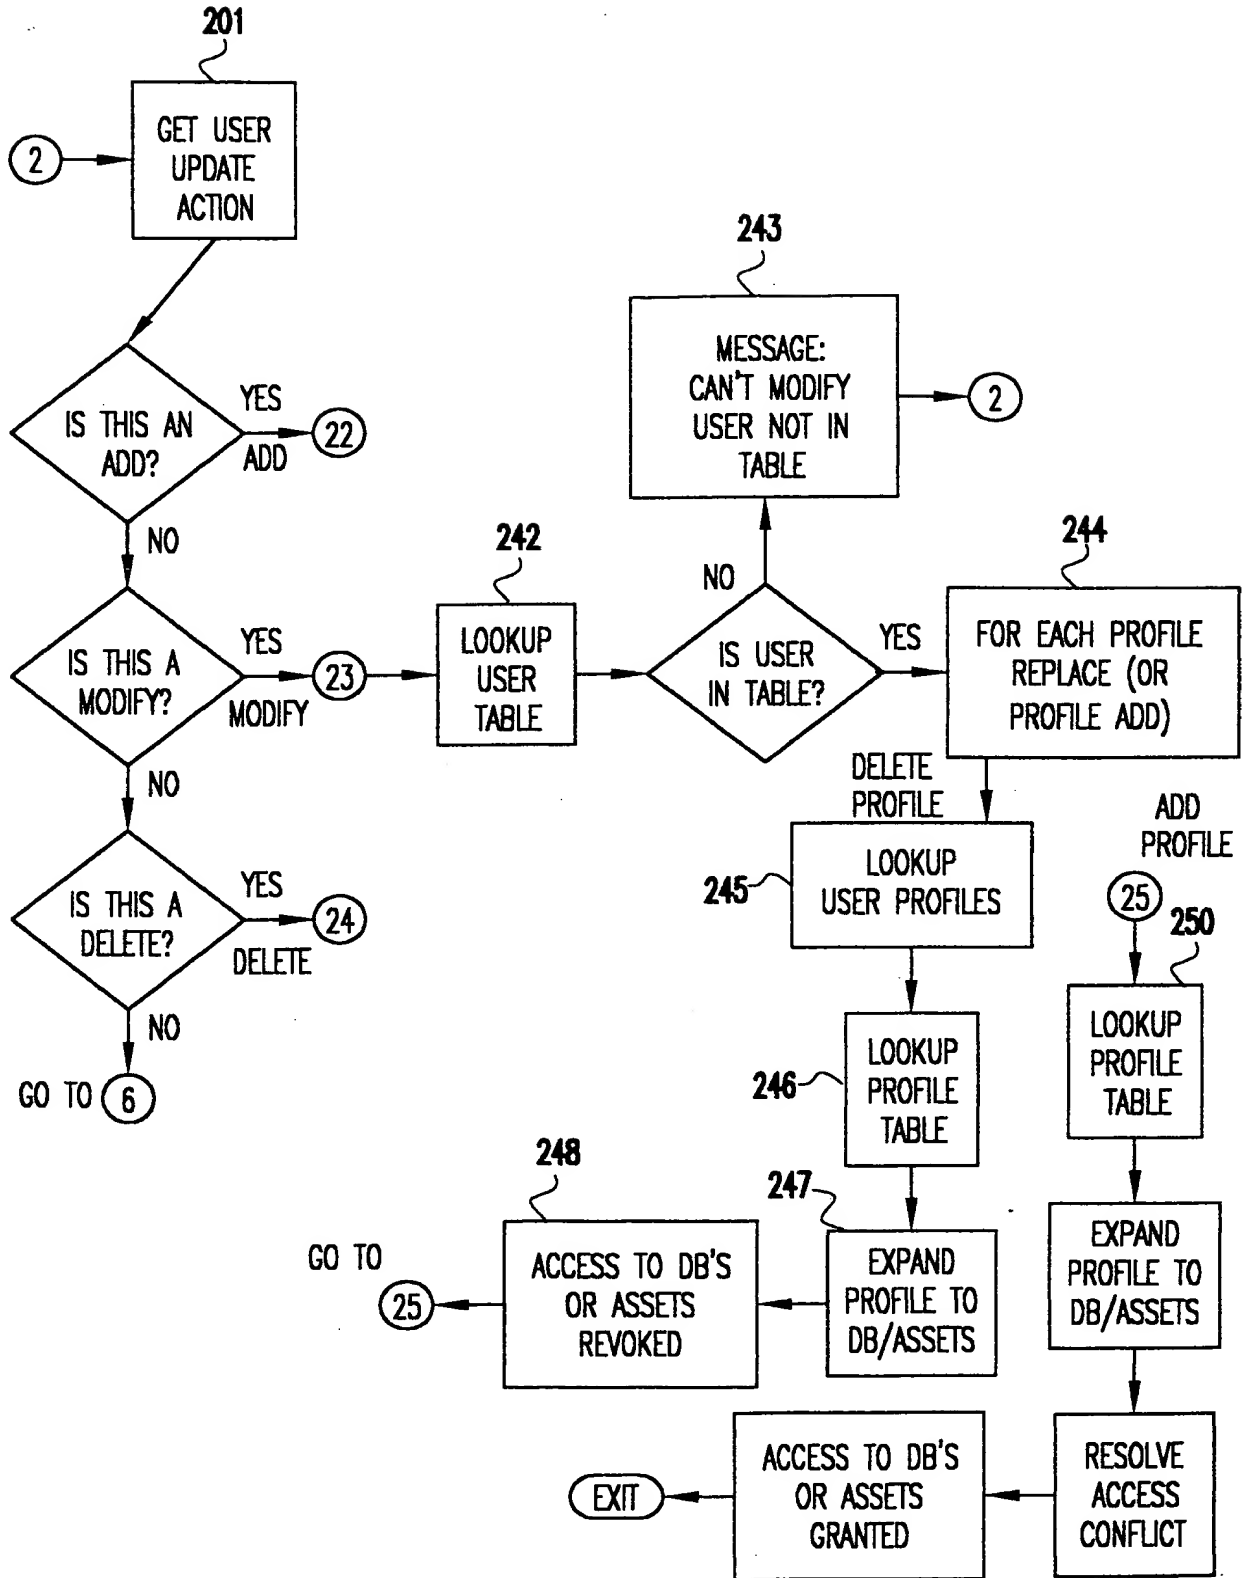 201
GET USER
UPDATE
ACTION
2
IS THIS AN
ADD?
YES
ADD
22
NO
IS THIS A
MODIFY?
YES
MODIFY
23
NO
IS THIS A
DELETE?
YES
DELETE
24
NO
GO TO
6
242
LOOKUP
USER
TABLE
IS USER
IN TABLE?
NO
243
MESSAGE:
CAN'T MODIFY
USER NOT IN
TABLE
2
YES
244
FOR EACH PROFILE
REPLACE (OR
PROFILE ADD)
DELETE
PROFILE
245
LOOKUP
USER PROFILES
246
LOOKUP
PROFILE
TABLE
247
EXPAND
PROFILE TO
DB/ASSETS
248
ACCESS TO DB'S
OR ASSETS
REVOKED
GO TO
25
ADD
PROFILE
25
250
LOOKUP
PROFILE
TABLE
EXPAND
PROFILE TO
DB/ASSETS
RESOLVE
ACCESS
CONFLICT
ACCESS TO DB'S
OR ASSETS
GRANTED
EXIT